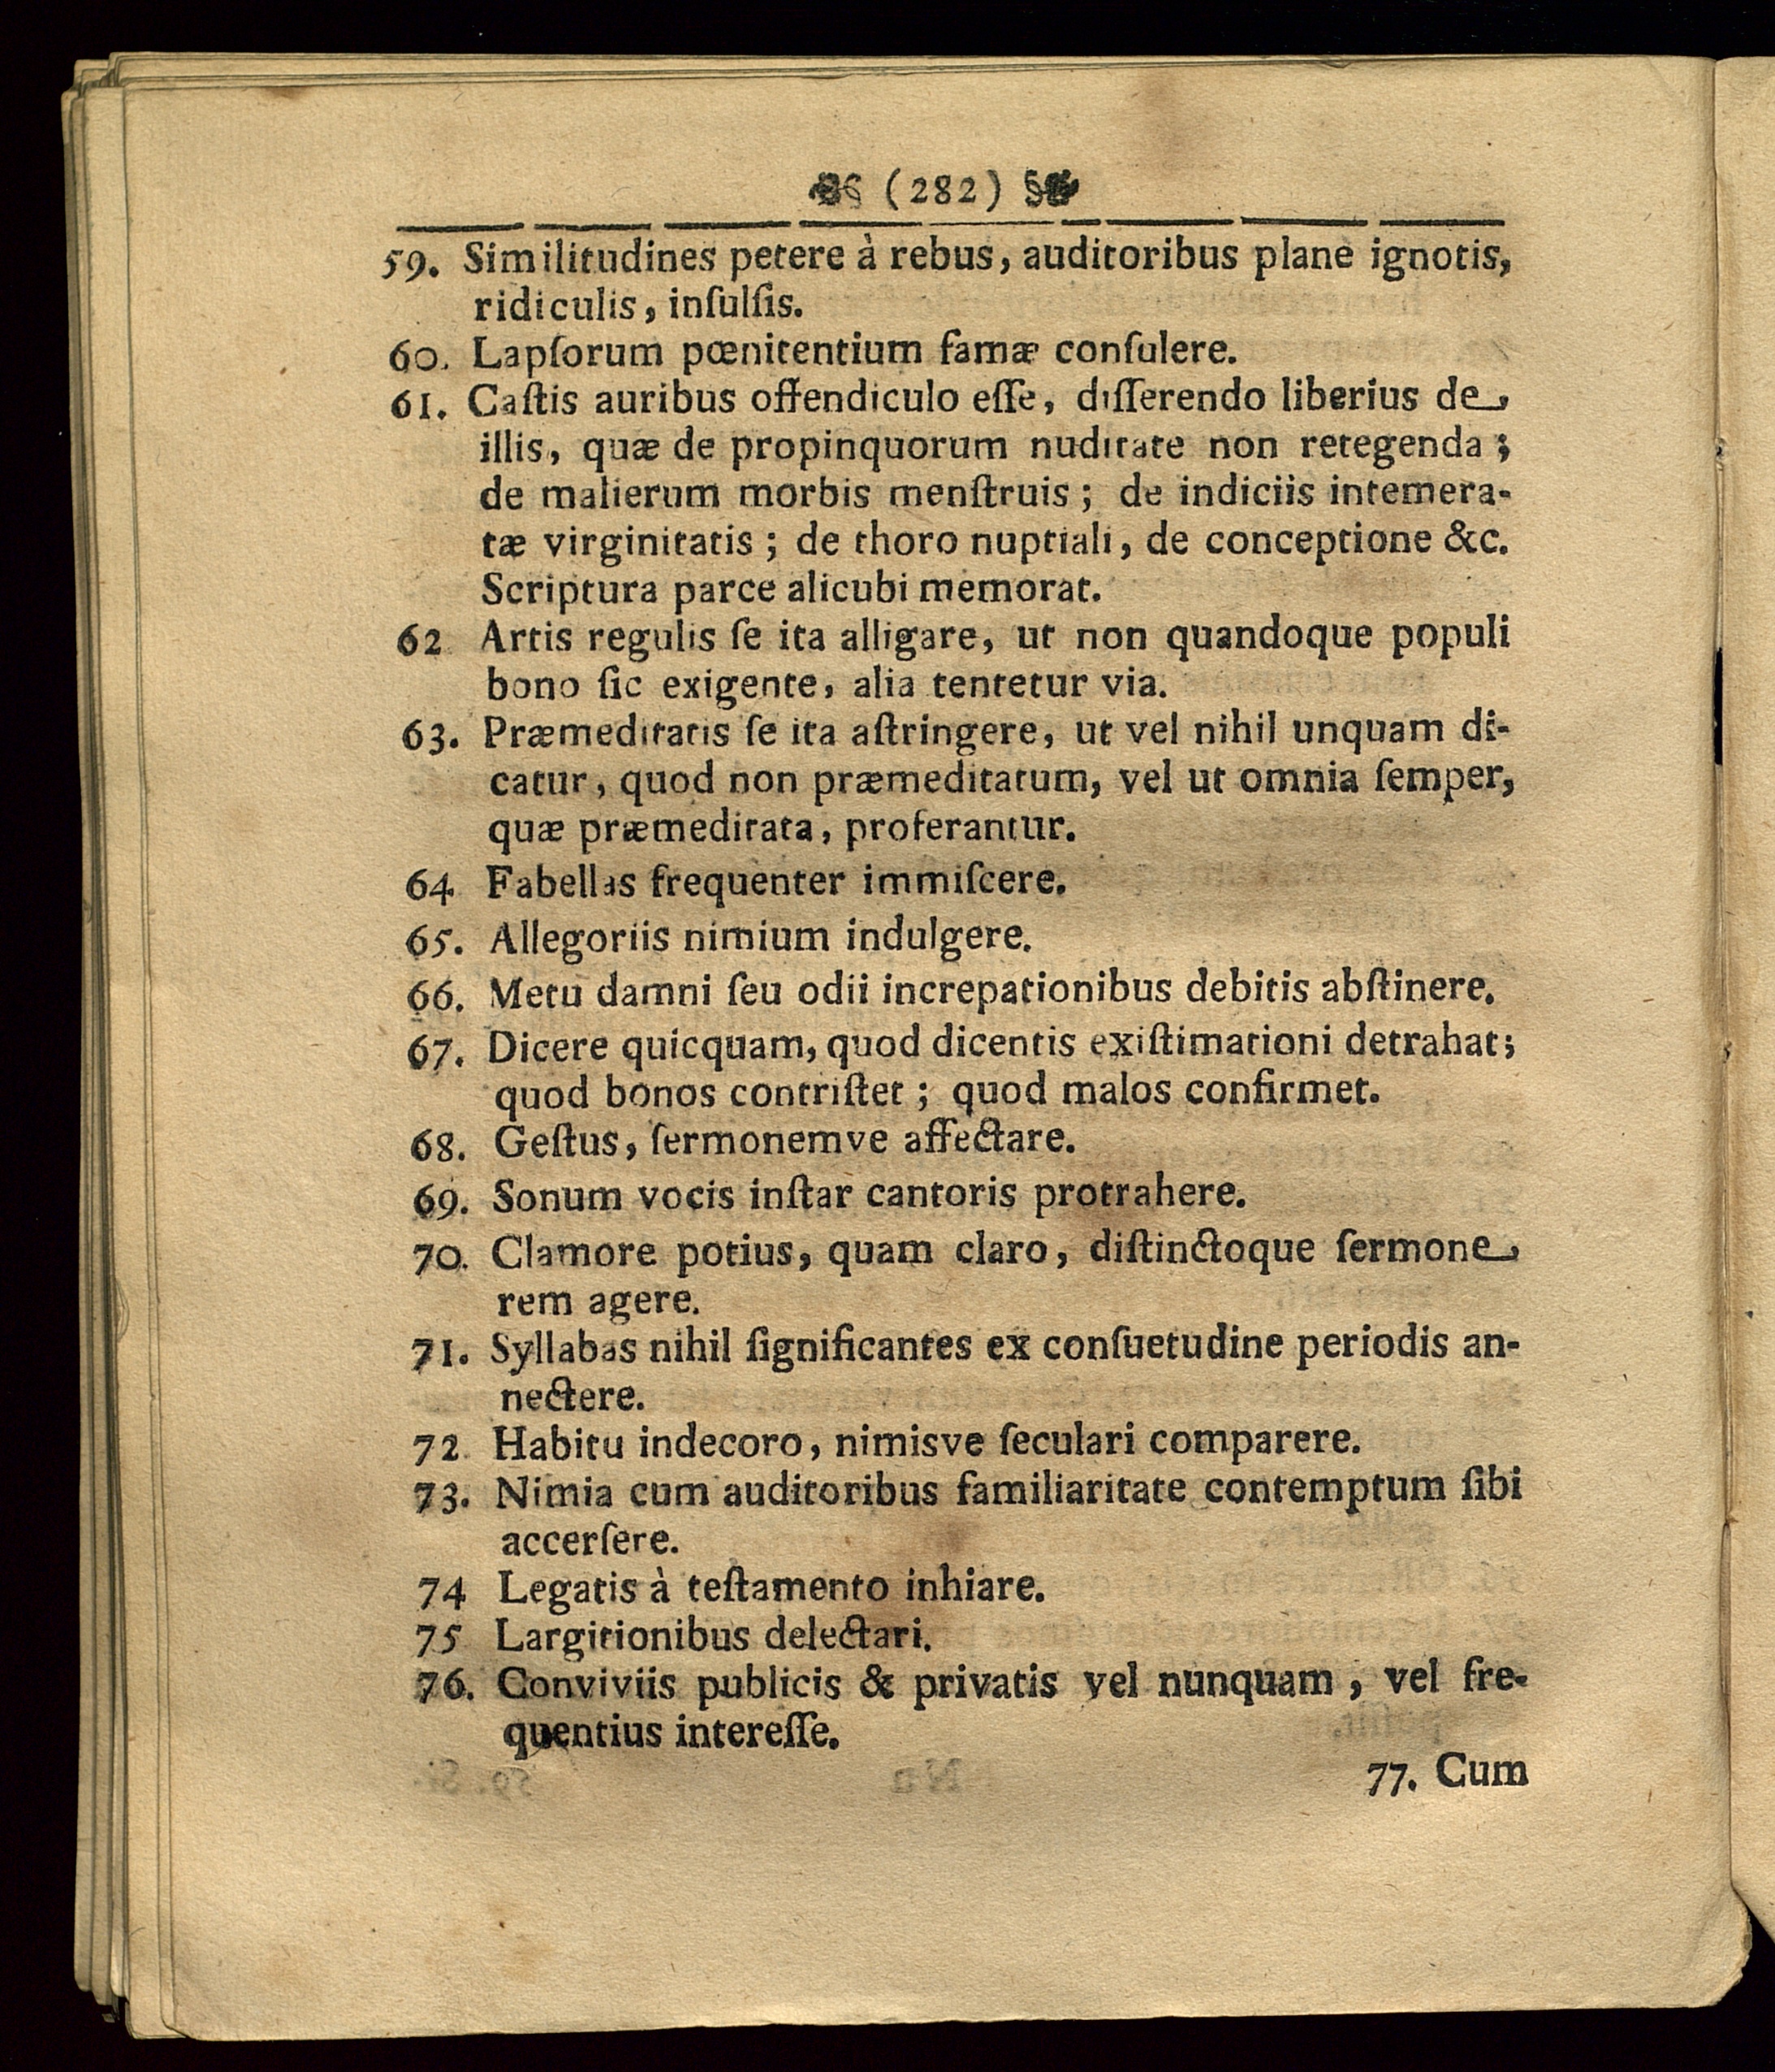 (282)
59. Similitudines petere à rebus, auditoribus plane ignotis,
ridiculis, inſulſis.
60. Lapſorum pœnitentium famæ conſulere.
61. Caſtis auribus offendiculo eſſe, diſſerendo liberius de
illis, quæ de propinquorum nuditate non retegenda;
de malierum morbis menſtruis; de indiciis intemera-
tæ virginitatis; de thoro nuptiali, de conceptione &c.
Scriptura parce alicubi memorat.
62 Artis regulis ſe ita alligare, ut non quandoque populi
bono ſic exigente, alia tentetur via.
63. Præmeditatis ſe ita aſtringere, ut vel nihil unquam di-
catur, quod non præmeditatum, vel ut omnia ſemper,
quæ præmeditata, proferantur.
64 Fabellas frequenter immiſcere.
65. Allegoriis nimium indulgere.
66. Metu damni ſeu odii increpationibus debitis abſtinere.
67. Dicere quicquam, quod dicentis exiſtimationi detrahat;
quod bonos contriſtet; quod malos confirmet.
68. Geſtus, ſermonemve affectare.
69. Sonum vocis inſtar cantoris protrahere.
70. Clamore potius, quam claro, diſtinctoque ſermone
rem agere.
71. Syllabas nihil ſignificantes ex conſuetudine periodis an-
nectere.
72 Habitu indecoro, nimisve ſeculari comparere.
73. Nimia cum auditoribus familiaritate contemptum ſibi
accerſere.
74 Legatis à teſtamento inhiare.
75 Largitionibus delectari.
76. Conviviis publicis & privatis vel nunquam, vel fre-
quentius intereſſe.
77. Cum